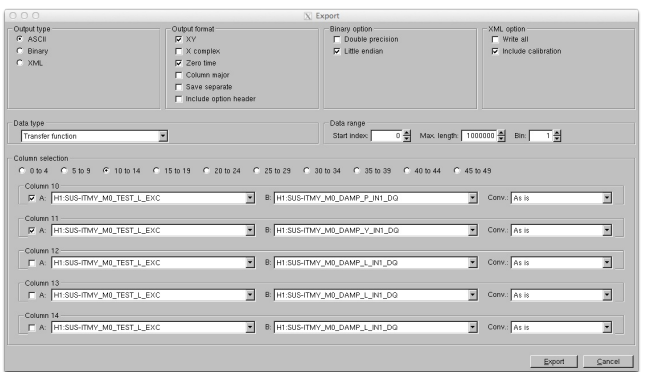 Export
Output type
ASCII
Binary
XML
Output format
XY
X complex
Zero time
Column major
Save separate
Include option header
Binary option
Double precision
Little endian
XML option
Write all
Include calibration
Data type
Transfer function
Data range
Start index: 0 Max. length: 1000000 Bin: 1
Column selection
0 to 4 5 to 9 10 to 14 15 to 19 20 to 24 25 to 29 30 to 34 35 to 39 40 to 44 45 to 49
Column 10
A: H1:SUS-ITMY_M0_TEST_L_EXC B: H1:SUS-ITMY_M0_DAMP_P_IN1_DQ Conv.: As is
Column 11
A: H1:SUS-ITMY_M0_TEST_L_EXC B: H1:SUS-ITMY_M0_DAMP_Y_IN1_DQ Conv.: As is
Column 12
A: H1:SUS-ITMY_M0_TEST_L_EXC B: H1:SUS-ITMY_M0_DAMP_L_IN1_DQ Conv.: As is
Column 13
A: H1:SUS-ITMY_M0_TEST_L_EXC B: H1:SUS-ITMY_M0_DAMP_L_IN1_DQ Conv.: As is
Column 14
A: H1:SUS-ITMY_M0_TEST_L_EXC B: H1:SUS-ITMY_M0_DAMP_L_IN1_DQ Conv.: As is
Export Cancel